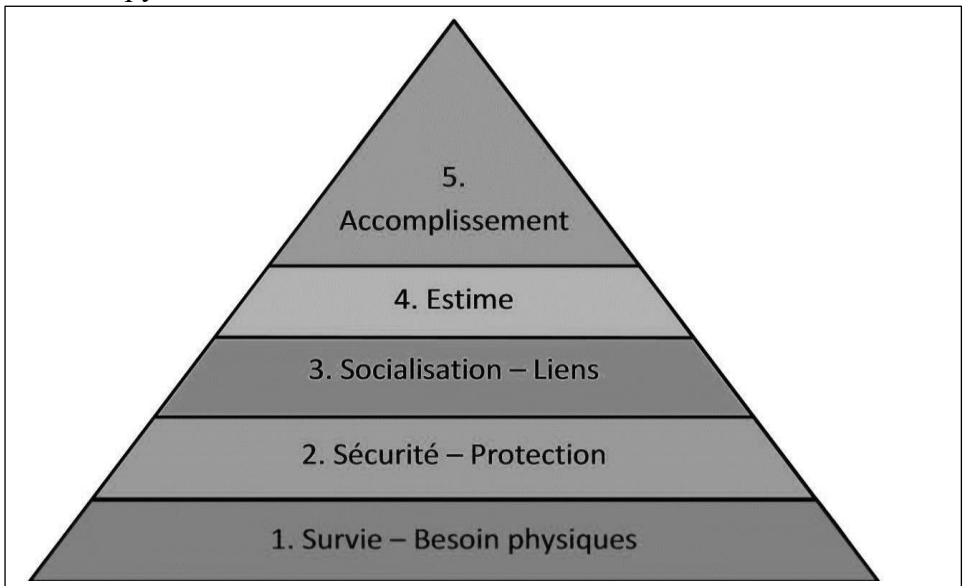 5.
Accomplissement
4. Estime
3. Socialisation – Liens
2. Sécurité – Protection
1. Survie – Besoin physiques